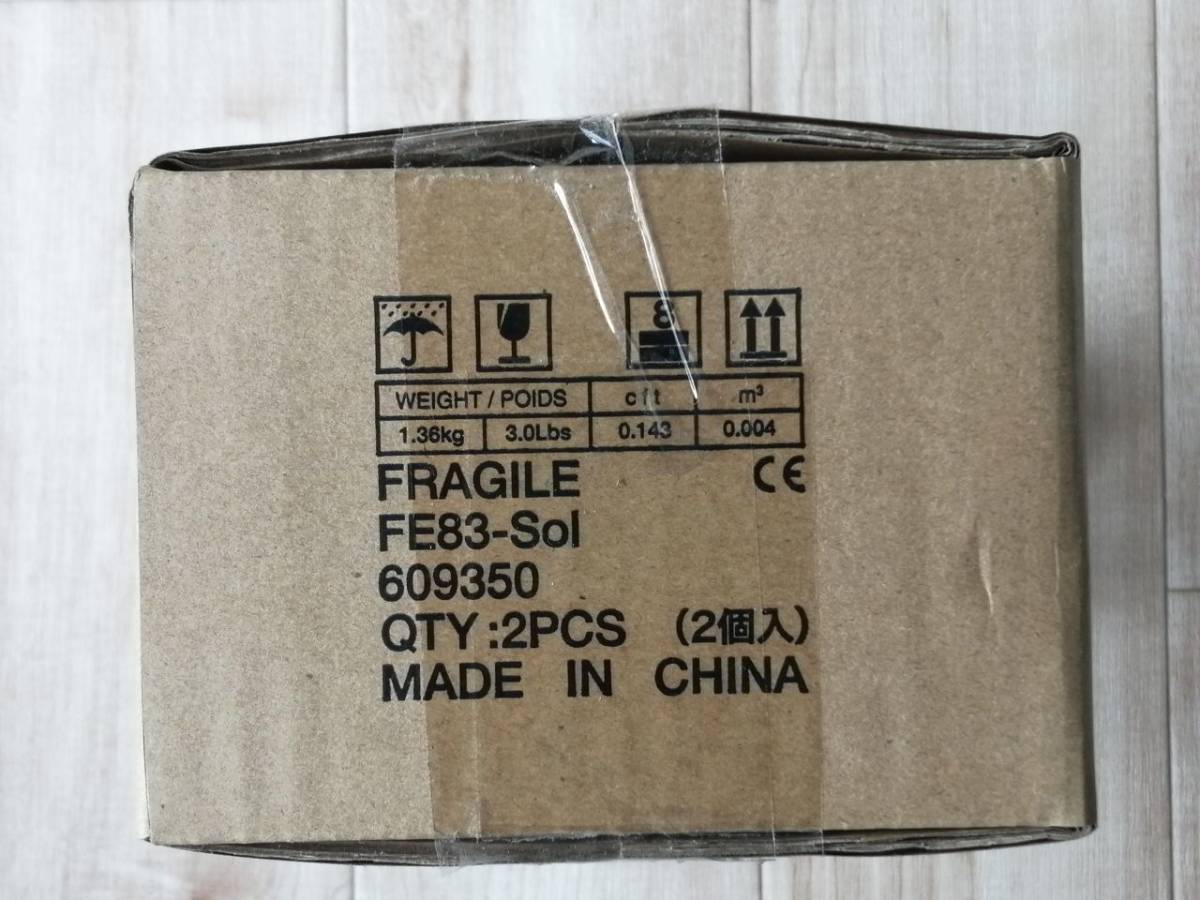 8
WEIGHT / POIDS cft m³
1.36kg 3.0Lbs 0.143 0.004
FRAGILE CE
FE83-Sol
609350
QTY:2PCS (2個入)
MADE IN CHINA